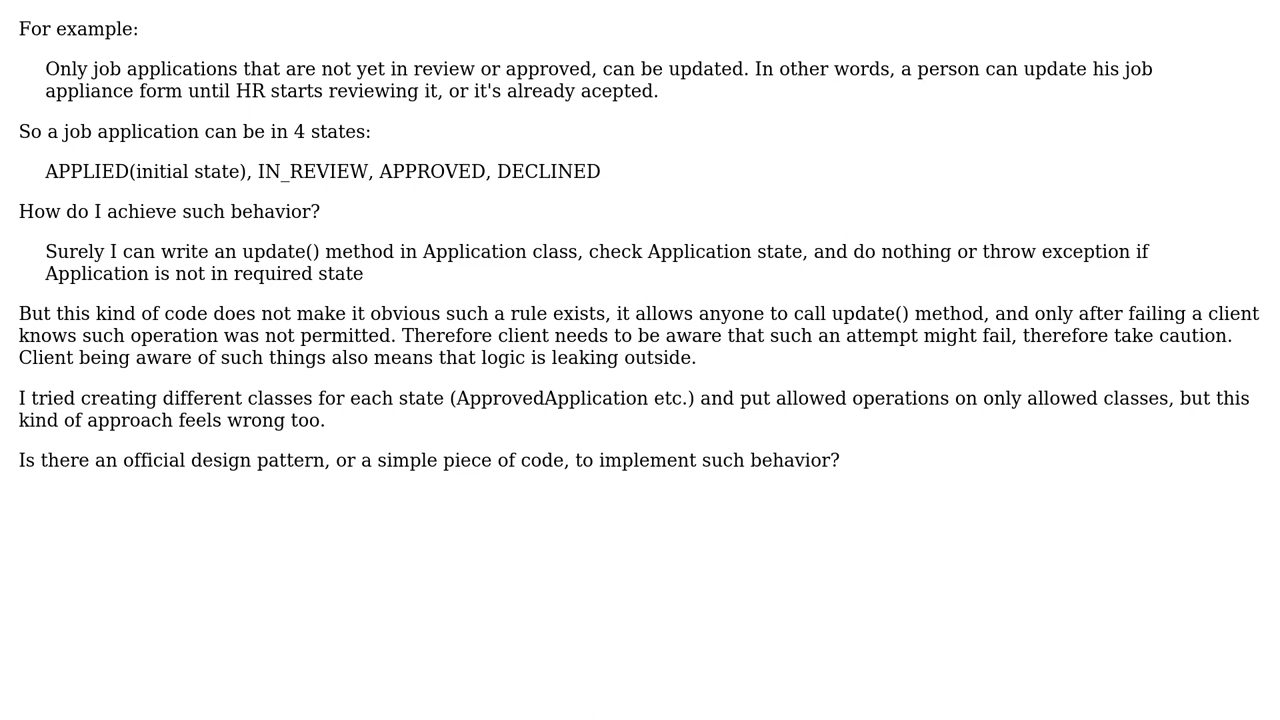 For example:
Only job applications that are not yet in review or approved, can be updated. In other words, a person can update his job
appliance form until HR starts reviewing it, or it's already acepted.
So a job application can be in 4 states:
APPLIED(initial state), IN_REVIEW, APPROVED, DECLINED
How do I achieve such behavior?
Surely I can write an update() method in Application class, check Application state, and do nothing or throw exception if
Application is not in required state
But this kind of code does not make it obvious such a rule exists, it allows anyone to call update() method, and only after failing a client
knows such operation was not permitted. Therefore client needs to be aware that such an attempt might fail, therefore take caution.
Client being aware of such things also means that logic is leaking outside.
I tried creating different classes for each state (ApprovedApplication etc.) and put allowed operations on only allowed classes, but this
kind of approach feels wrong too.
Is there an official design pattern, or a simple piece of code, to implement such behavior?